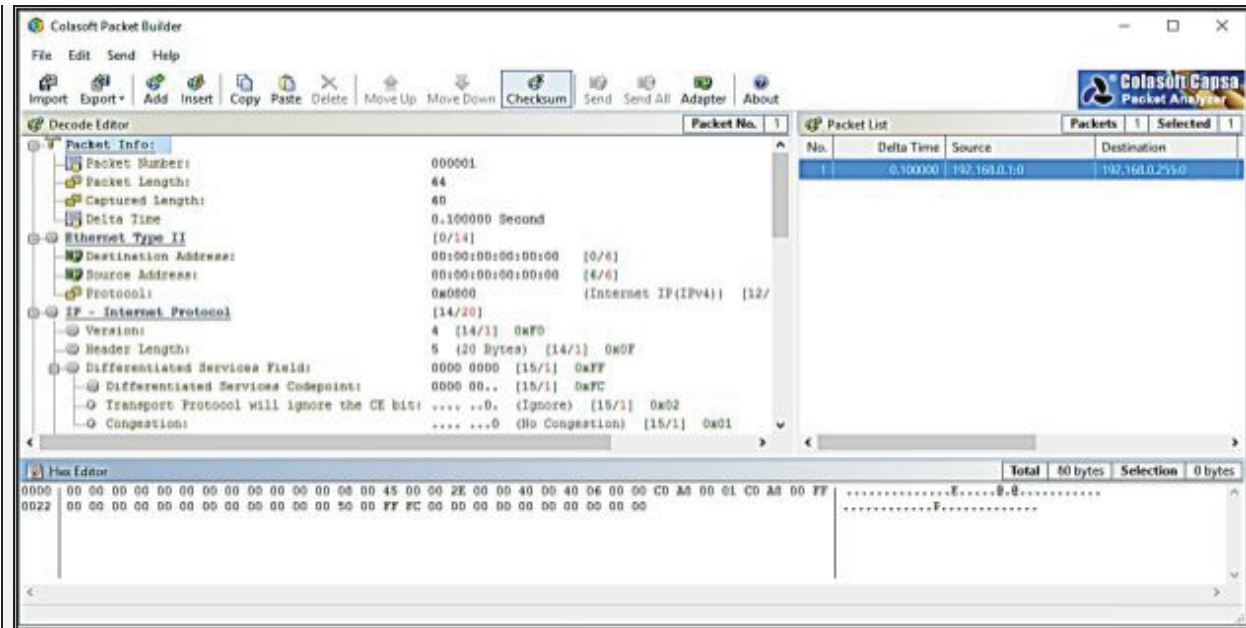 Colasoft Packet Builder
File Edit Send Help
Import Export Add Insert Copy Paste Delete Move Up Move Down Checksum Send Send All Adapter About
Colasoft Capsa
Packet Analyzer
Decode Editor Packet No. 1
Packet Info:
Packet Number: 000001
Packet Length: 64
Captured Length: 60
Delta Time 0.100000 Second
Ethernet Type II [0/14]
Destination Address: 00:00:00:00:00:00 [0/6]
Source Address: 00:00:00:00:00:00 [6/6]
Protocol: 0x0800 (Internet IP(IPv4)) [12/
IP - Internet Protocol [14/20]
Version: 4 [14/1] 0xF0
Header Length: 5 (20 Bytes) [14/1] 0x0F
Differentiated Services Field: 0000 0000 [15/1] 0xFF
Differentiated Services Codepoint: 0000 00.. [15/1] 0xFC
Transport Protocol will ignore the CE bit: .... ..0. (Ignore) [15/1] 0x02
Congestion: .... ...0 (No Congestion) [15/1] 0x01
Packet List Packets 1 Selected 1
No. Delta Time Source Destination
1 0.100000 192.168.0.1:0 192.168.0.255:0
Hex Editor Total 60 bytes Selection 0 bytes
0000 00 00 00 00 00 00 00 00 00 00 00 00 08 00 45 00 00 2E 00 00 40 00 40 06 00 00 C0 A8 00 01 C0 A8 00 FF ..............E.....@.@...........
0022 00 00 00 00 00 00 00 00 00 00 00 00 50 00 FF FC 00 00 00 00 00 00 00 00 00 00 ............P.............